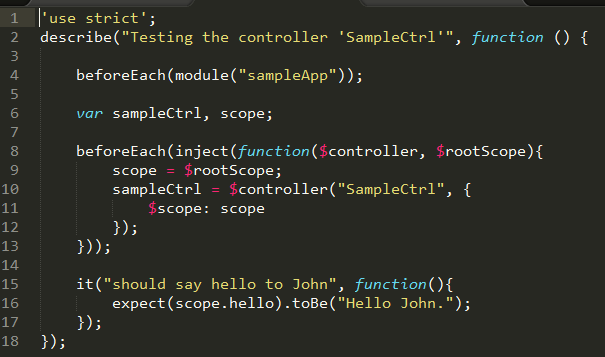 1 'use strict';
2 describe("Testing the controller 'SampleCtrl'", function () {
3
4     beforeEach(module("sampleApp"));
5
6     var sampleCtrl, scope;
7
8     beforeEach(inject(function($controller, $rootScope){
9         scope = $rootScope;
10         sampleCtrl = $controller("SampleCtrl", {
11             $scope: scope
12         });
13     }));
14
15     it("should say hello to John", function(){
16         expect(scope.hello).toBe("Hello John.");
17     });
18 });